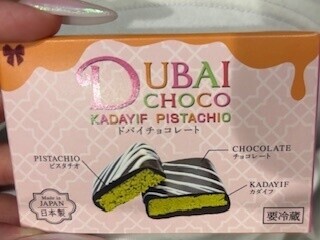 DUBAI
CHOCO
KADAYIF PISTACHIO
ドバイチョコレート
PISTACHIO
ピスタチオ
CHOCOLATE
チョコレート
KADAYIF
カダイフ
Made in
JAPAN
日本製
要冷蔵